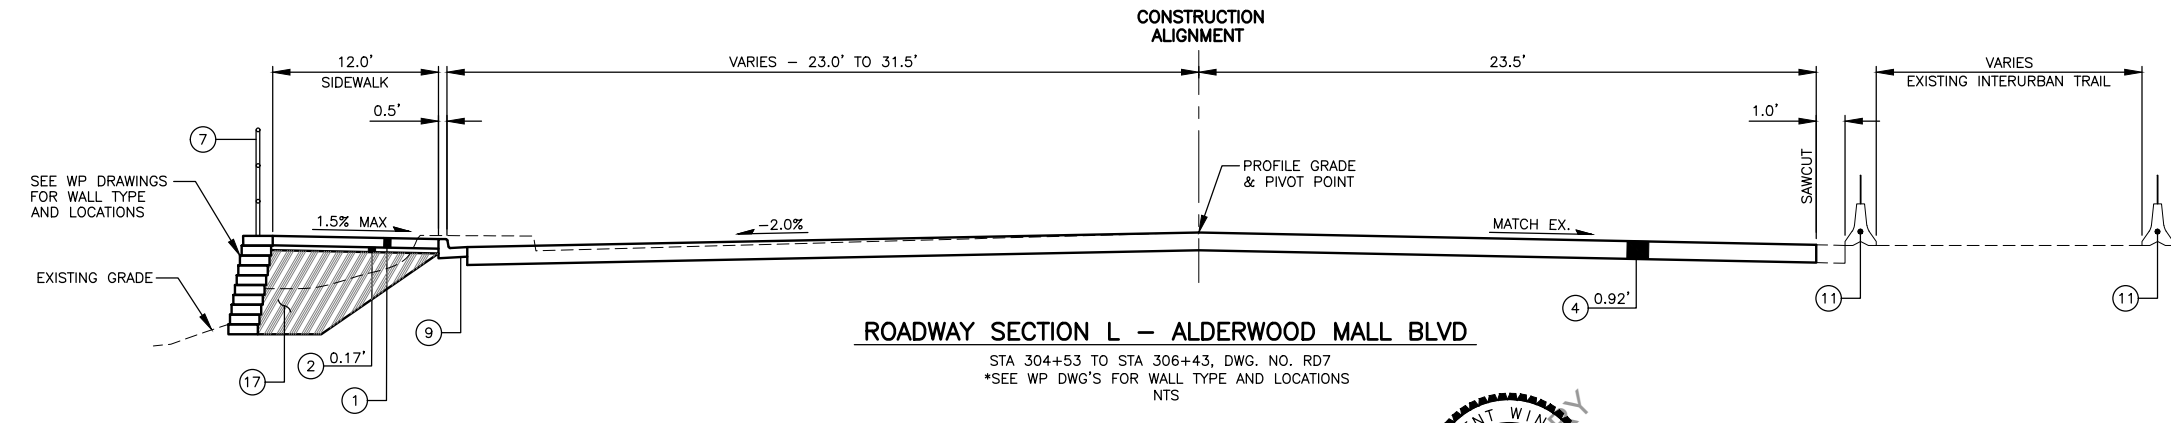 CONSTRUCTION
ALIGNMENT
12.0'
SIDEWALK
VARIES - 23.0' TO 31.5'
23.5'
VARIES
EXISTING INTERURBAN TRAIL
0.5'
1.0'
7
SEE WP DRAWINGS
FOR WALL TYPE
AND LOCATIONS
PROFILE GRADE
& PIVOT POINT
SAWCUT
1.5% MAX
-2.0%
MATCH EX.
EXISTING GRADE
11
11
4 0.92'
9
2 0.17'
17
1
ROADWAY SECTION L - ALDERWOOD MALL BLVD
STA 304+53 TO STA 306+43, DWG. NO. RD7
*SEE WP DWG'S FOR WALL TYPE AND LOCATIONS
NTS